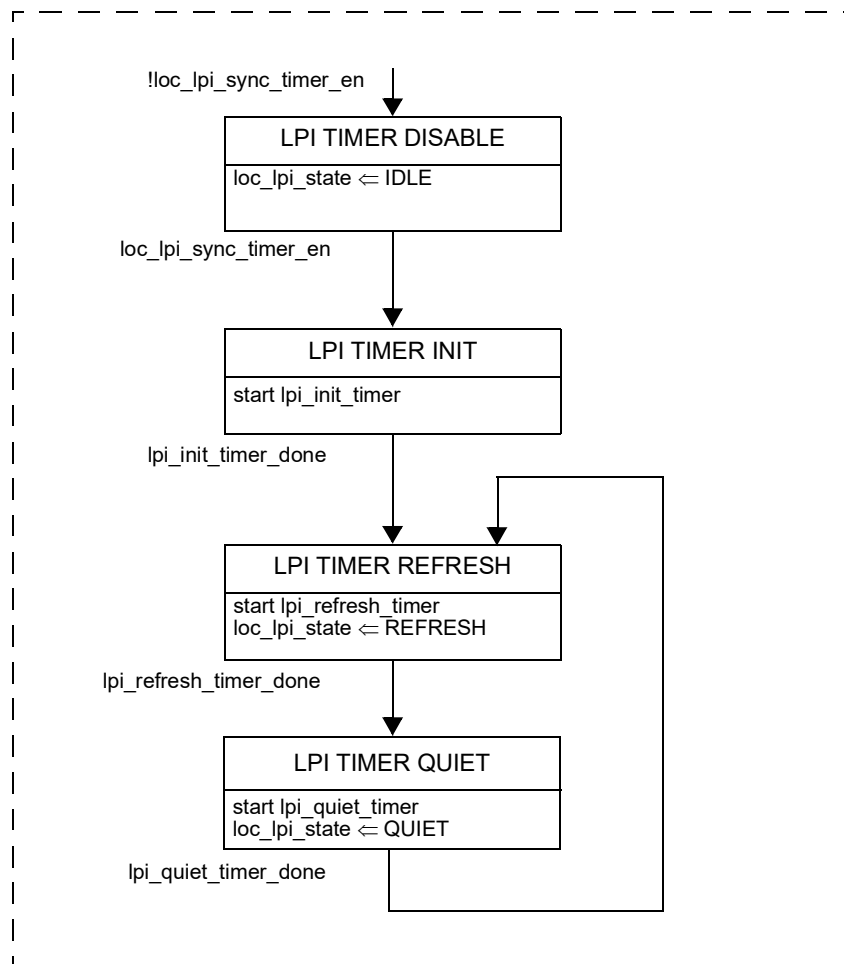 !loc_lpi_sync_timer_en
LPI TIMER DISABLE
loc_lpi_state ⇐ IDLE
loc_lpi_sync_timer_en
LPI TIMER INIT
start lpi_init_timer
lpi_init_timer_done
LPI TIMER REFRESH
start lpi_refresh_timer
loc_lpi_state ⇐ REFRESH
lpi_refresh_timer_done
LPI TIMER QUIET
start lpi_quiet_timer
loc_lpi_state ⇐ QUIET
lpi_quiet_timer_done